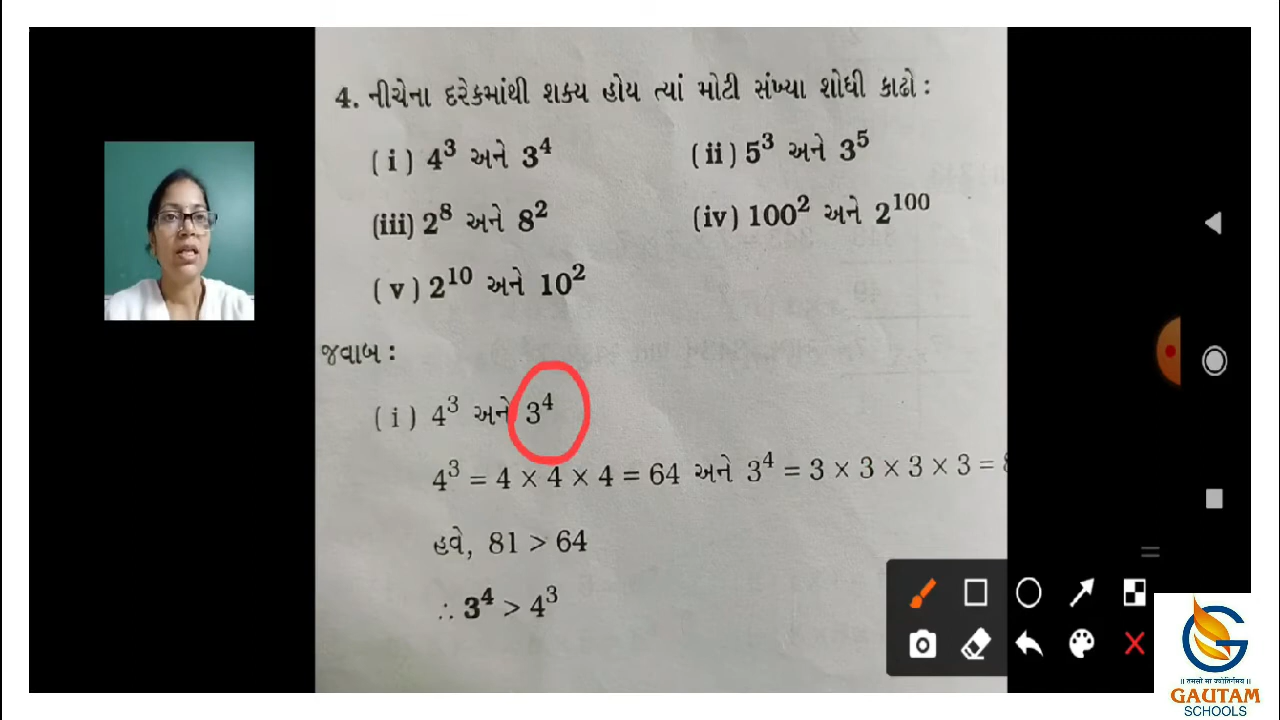 4. નીચેના દરેકમાંથી શક્ય હોય ત્યાં મોટી સંખ્યા શોધી કાઢો :
( i ) 4³ અને 3⁴ ( ii ) 5³ અને 3⁵
(iii) 2⁸ અને 8² (iv) 100² અને 2¹⁰⁰
( v ) 2¹⁰ અને 10²
જવાબ :
( i ) 4³ અને 3⁴
4³ = 4 × 4 × 4 = 64 અને 3⁴ = 3 × 3 × 3 × 3 =
હવે, 81 > 64
∴ 3⁴ > 4³
G
॥ तमसो मा ज्योतिर्गमय ॥
GAUTAM
SCHOOLS